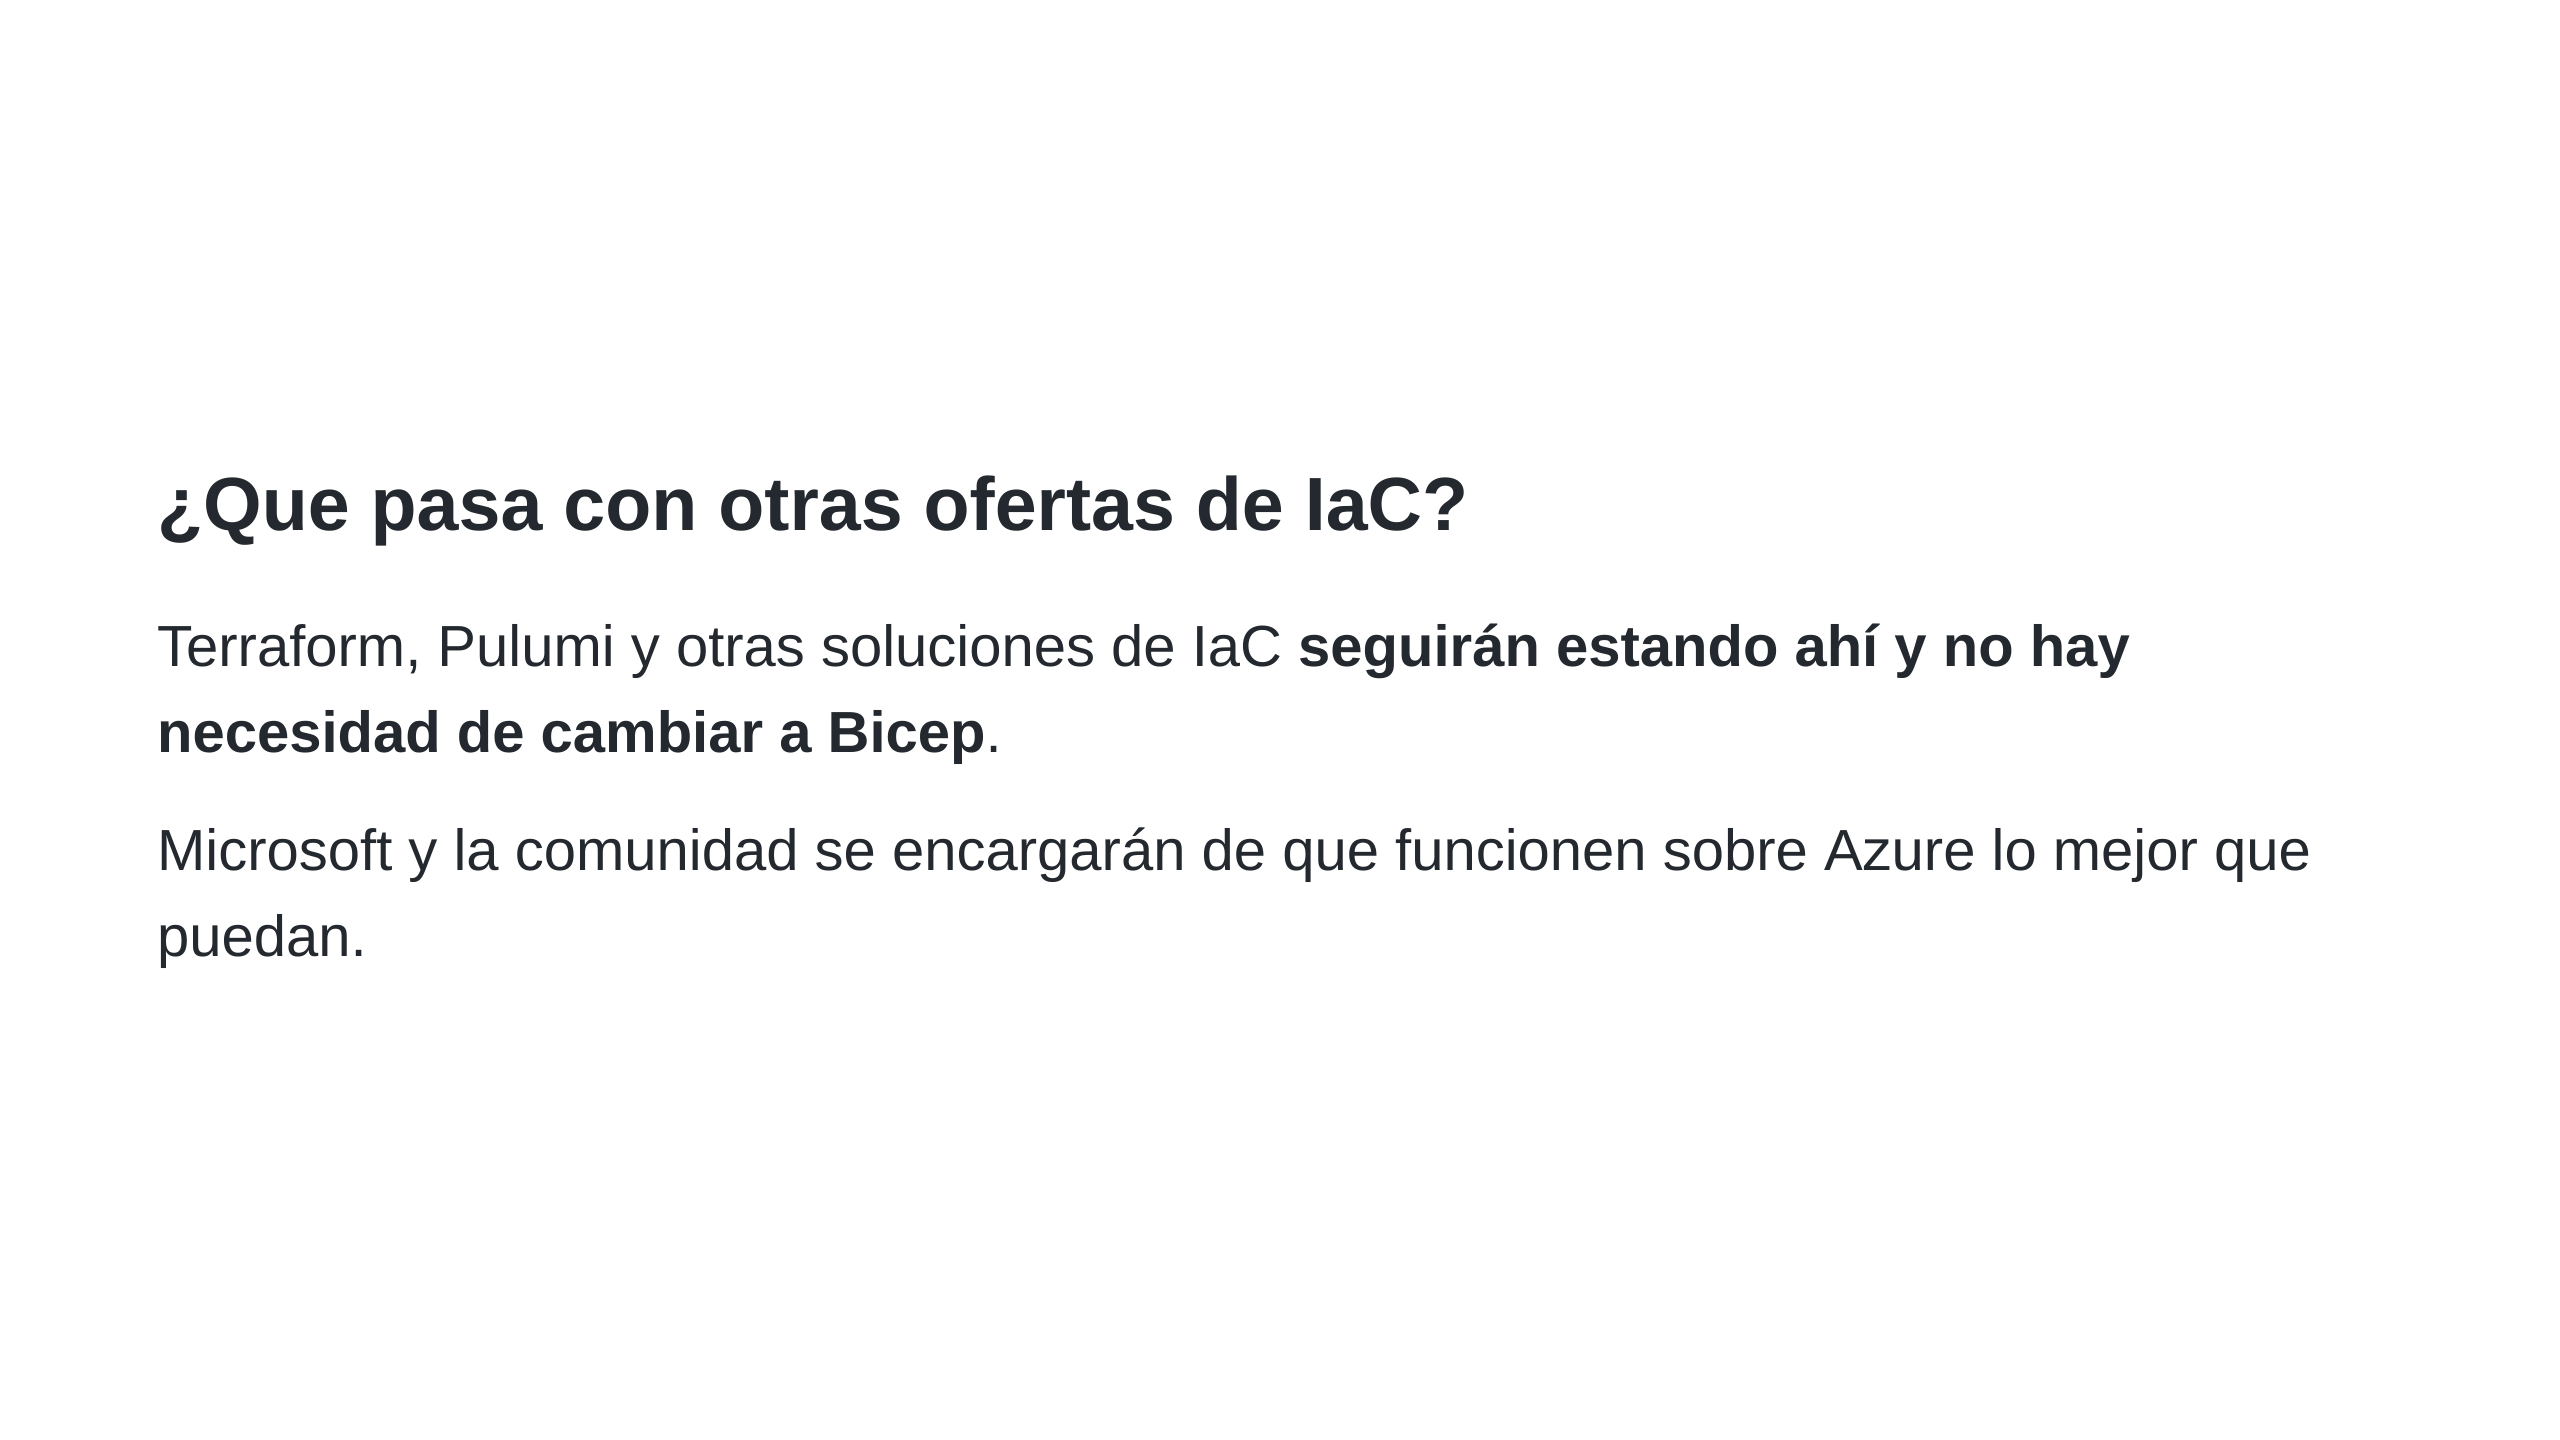 ¿Que pasa con otras ofertas de IaC?
Terraform, Pulumi y otras soluciones de IaC seguirán estando ahí y no hay
necesidad de cambiar a Bicep.
Microsoft y la comunidad se encargarán de que funcionen sobre Azure lo mejor que
puedan.